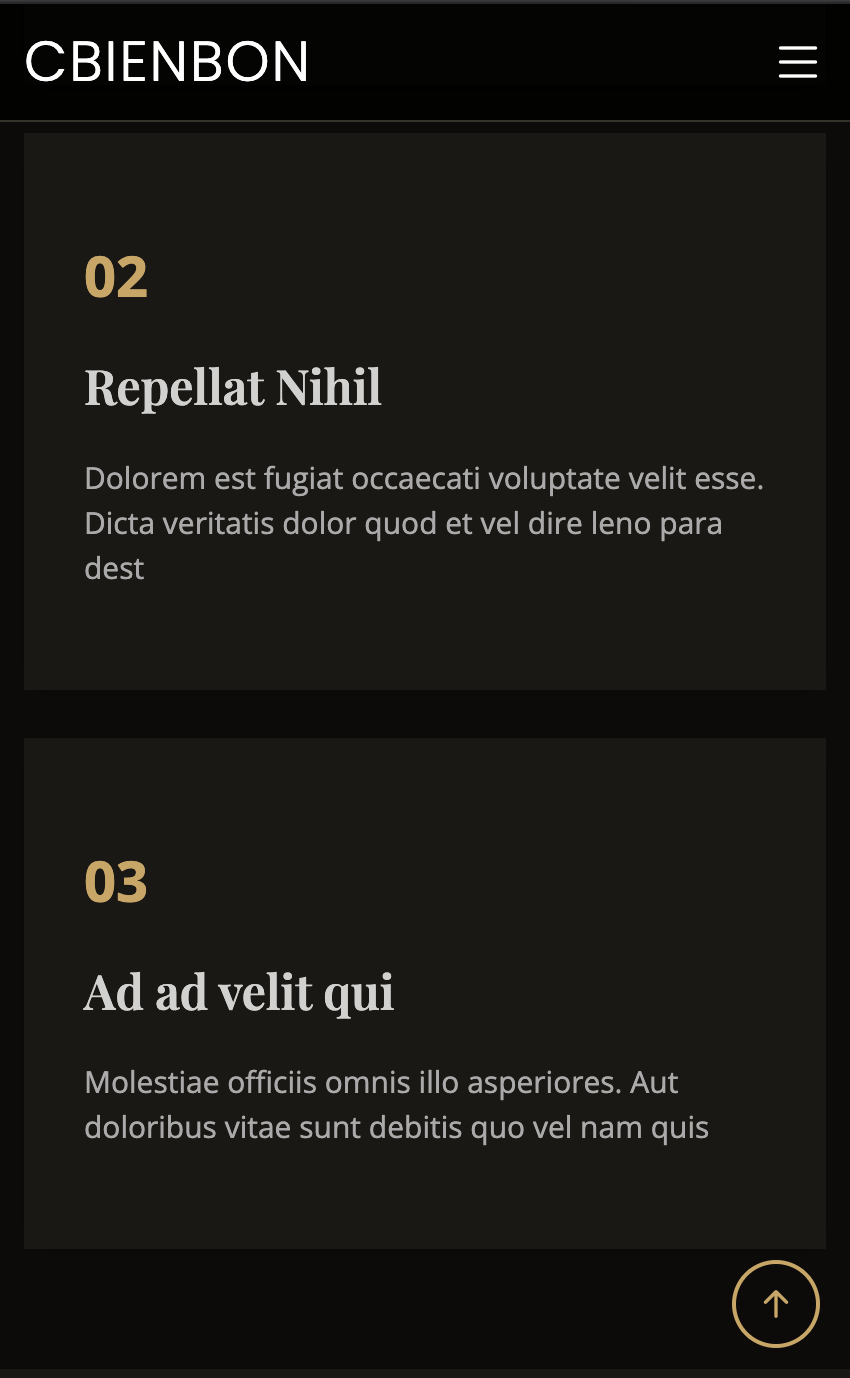 CBIENBON
02
Repellat Nihil
Dolorem est fugiat occaecati voluptate velit esse.
Dicta veritatis dolor quod et vel dire leno para
dest
03
Ad ad velit qui
Molestiae officiis omnis illo asperiores. Aut
doloribus vitae sunt debitis quo vel nam quis